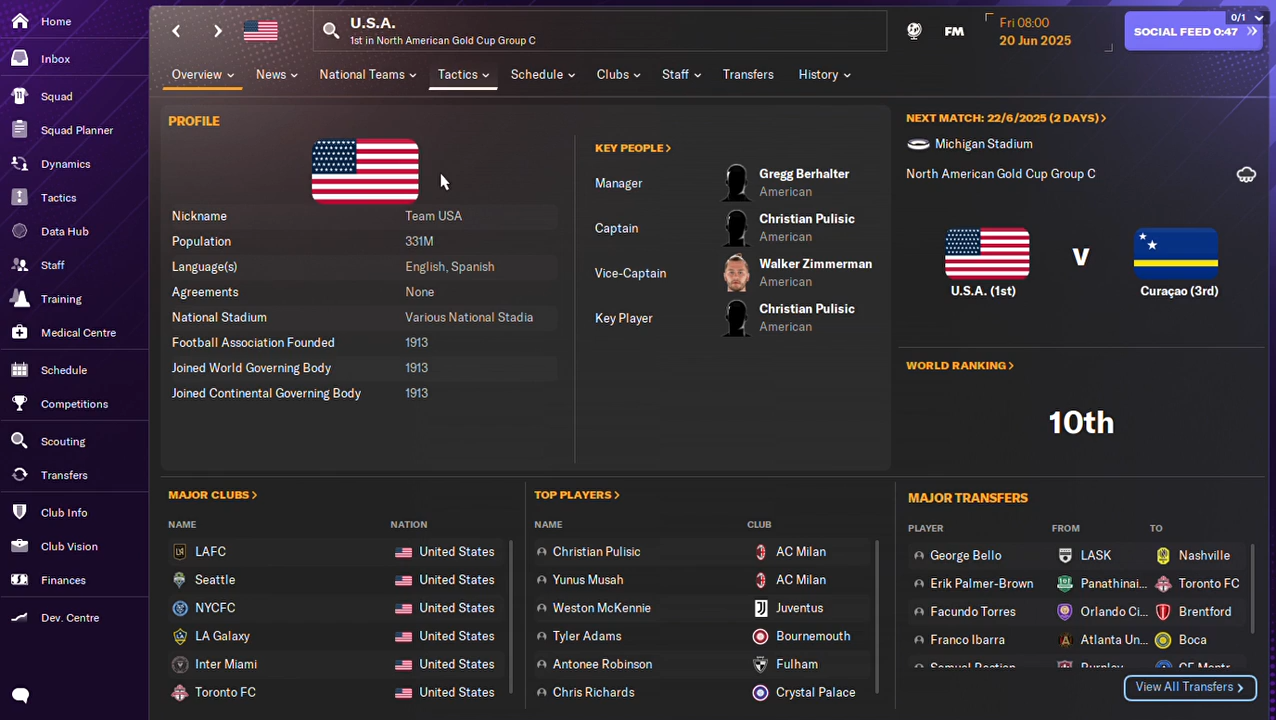 Home
Inbox
Squad
Squad Planner
Dynamics
Tactics
Data Hub
Staff
Training
Medical Centre
Schedule
Competitions
Scouting
Transfers
Club Info
Club Vision
Finances
Dev. Centre
U.S.A.
1st in North American Gold Cup Group C
FM
Fri 08:00
20 Jun 2025
0/1
SOCIAL FEED 0:47
Overview
News
National Teams
Tactics
Schedule
Clubs
Staff
Transfers
History
PROFILE
Nickname Team USA
Population 331M
Language(s) English, Spanish
Agreements None
National Stadium Various National Stadia
Football Association Founded 1913
Joined World Governing Body 1913
Joined Continental Governing Body 1913
KEY PEOPLE
Manager Gregg Berhalter
American
Captain Christian Pulisic
American
Vice-Captain Walker Zimmerman
American
Key Player Christian Pulisic
American
NEXT MATCH: 22/6/2025 (2 DAYS)
Michigan Stadium
North American Gold Cup Group C
V
U.S.A. (1st) Curaçao (3rd)
WORLD RANKING
10th
MAJOR CLUBS
NAME NATION
LAFC United States
Seattle United States
NYCFC United States
LA Galaxy United States
Inter Miami United States
Toronto FC United States
TOP PLAYERS
NAME CLUB
Christian Pulisic AC Milan
Yunus Musah AC Milan
Weston McKennie Juventus
Tyler Adams Bournemouth
Antonee Robinson Fulham
Chris Richards Crystal Palace
MAJOR TRANSFERS
PLAYER FROM TO
George Bello LASK Nashville
Erik Palmer-Brown Panathinai... Toronto FC
Facundo Torres Orlando Ci... Brentford
Franco Ibarra Atlanta Un... Boca
View All Transfers